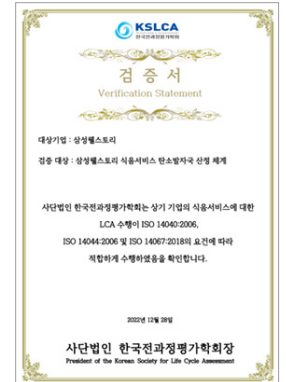 KSLCA
한국전과정평가학회
검증서
Verification Statement
대상기업 : 삼성웰스토리
검증 대상 : 삼성웰스토리 식음서비스 탄소발자국 산정 체계
사단법인 한국전과정평가학회는 상기 기업의 식음서비스에 대한
LCA 수행이 ISO 14040:2006,
ISO 14044:2006 및 ISO 14067:2018의 요건에 따라
적합하게 수행하였음을 확인합니다.
2022년 12월 28일
사단법인 한국전과정평가학회장
President of the Korean Society for Life Cycle Assessment